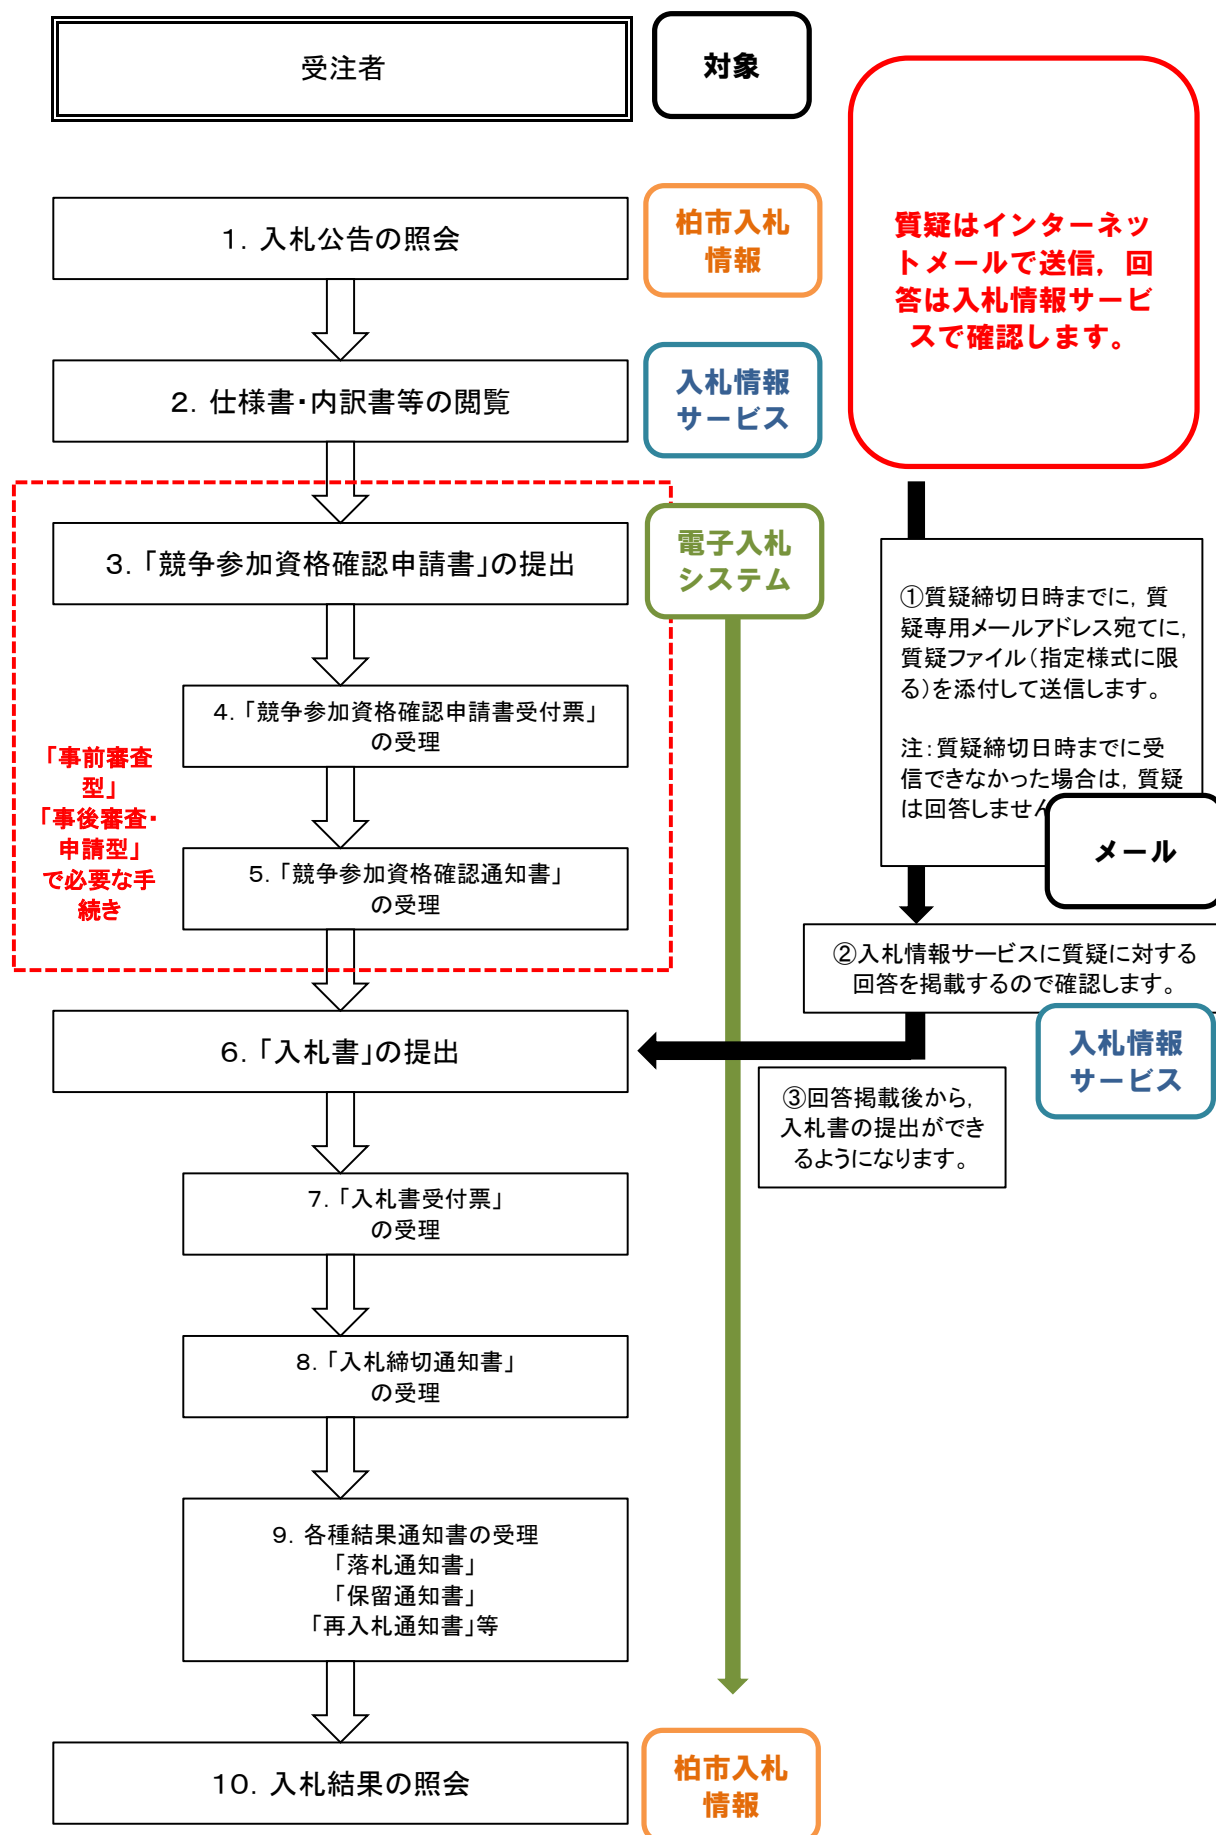 受注者
対象
1．入札公告の照会
柏市入札
情報
質疑はインターネッ
トメールで送信，回
答は入札情報サービ
スで確認します。
2．仕様書・内訳書等の閲覧
入札情報
サービス
3．「競争参加資格確認申請書」の提出
電子入札
システム
4．「競争参加資格確認申請書受付票」
の受理
5．「競争参加資格確認通知書」
の受理
「事前審査
型」
「事後審査・
申請型」
で必要な手
続き
①質疑締切日時までに，質
疑専用メールアドレス宛てに，
質疑ファイル（指定様式に限
る）を添付して送信します。
注：質疑締切日時までに受
信できなかった場合は，質疑
は回答しません
メール
②入札情報サービスに質疑に対する
回答を掲載するので確認します。
入札情報
サービス
6．「入札書」の提出
③回答掲載後から，
入札書の提出ができ
るようになります。
7．「入札書受付票」
の受理
8．「入札締切通知書」
の受理
9．各種結果通知書の受理
「落札通知書」
「保留通知書」
「再入札通知書」等
10．入札結果の照会
柏市入札
情報